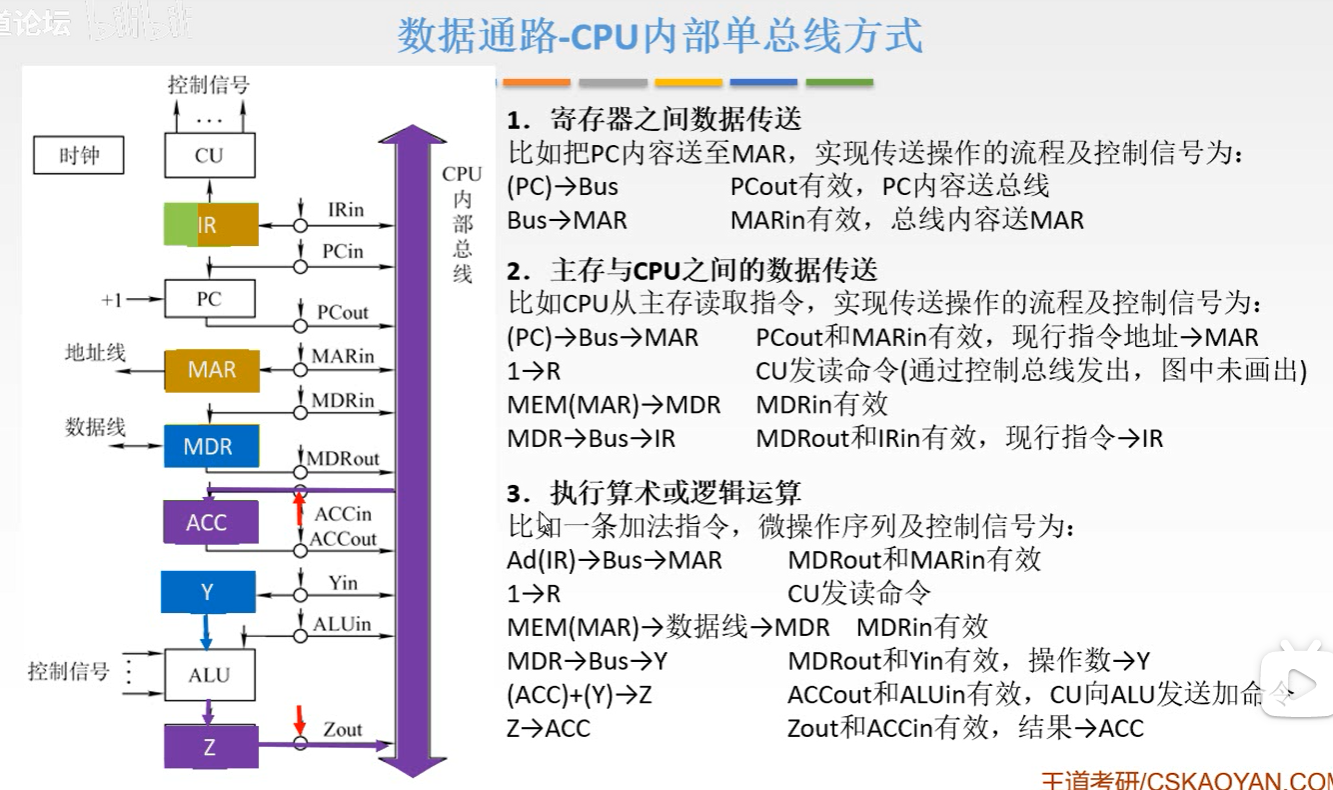 道论坛 bilibili
数据通路-CPU内部单总线方式
控制信号
...
时钟
CU
CPU内部总线
IR
IRin
PCin
+1
PC
PCout
地址线
MAR
MARin
MDRin
数据线
MDR
MDRout
ACC
ACCin
ACCout
Y
Yin
ALUin
控制信号
ALU
Z
Zout
1. 寄存器之间数据传送
比如把PC内容送至MAR，实现传送操作的流程及控制信号为：
(PC)→Bus PCout有效，PC内容送总线
Bus→MAR MARin有效，总线内容送MAR
2. 主存与CPU之间的数据传送
比如CPU从主存读取指令，实现传送操作的流程及控制信号为：
(PC)→Bus→MAR PCout和MARin有效，现行指令地址→MAR
1→R CU发读命令(通过控制总线发出，图中未画出)
MEM(MAR)→MDR MDRin有效
MDR→Bus→IR MDRout和IRin有效，现行指令→IR
3. 执行算术或逻辑运算
比如一条加法指令，微操作序列及控制信号为：
Ad(IR)→Bus→MAR MDRout和MARin有效
1→R CU发读命令
MEM(MAR)→数据线→MDR MDRin有效
MDR→Bus→Y MDRout和Yin有效，操作数→Y
(ACC)+(Y)→Z ACCout和ALUin有效，CU向ALU发送加命令
Z→ACC Zout和ACCin有效，结果→ACC
王道考研/CSKAOYAN.COM